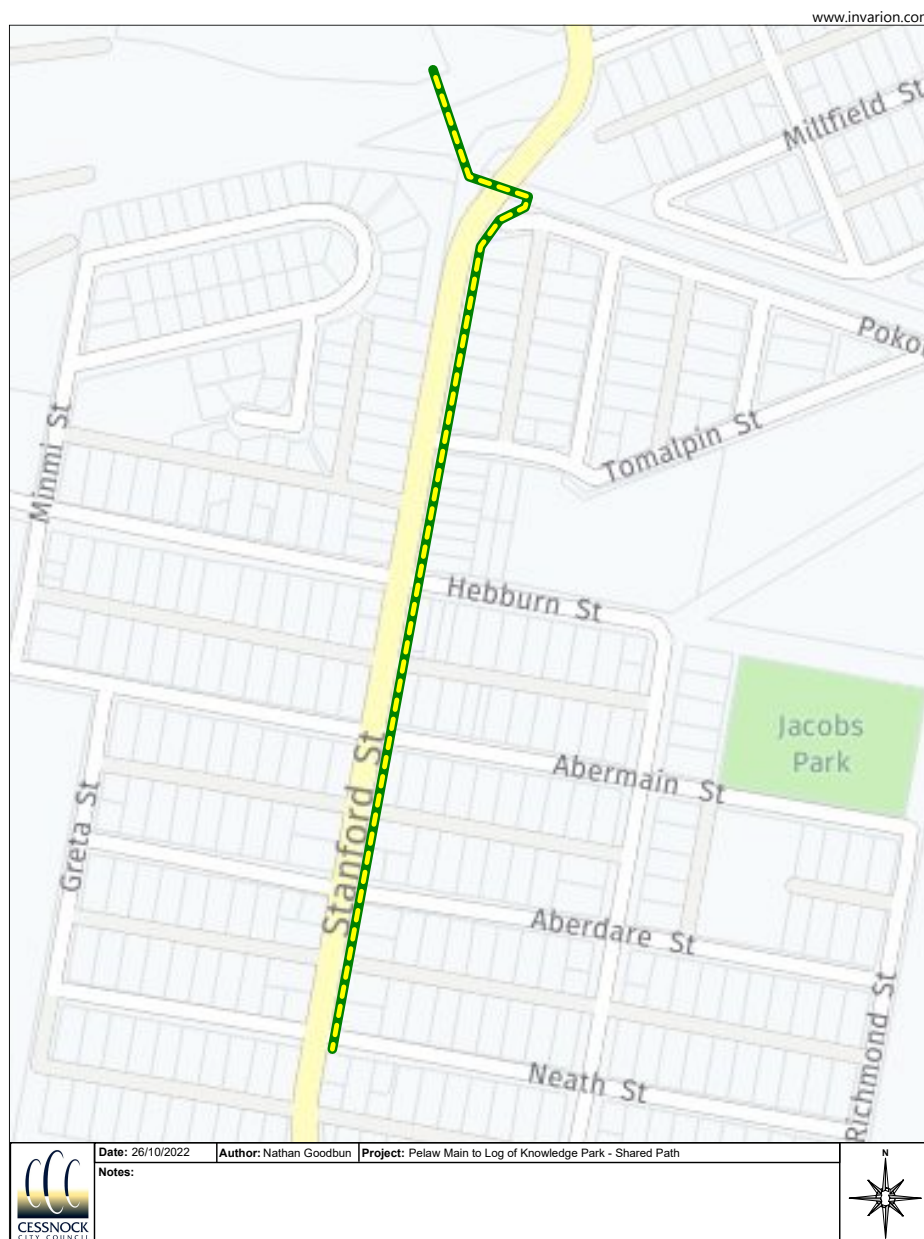 www.invarion.com
Millfield St
Minmi St
Tomalpin St
Hebburn St
Jacobs
Park
Abermain St
Stanford St
Greta St
Aberdare St
Richmond St
Neath St
Date: 26/10/2022
Author: Nathan Goodbun
Project: Pelaw Main to Log of Knowledge Park - Shared Path
Notes:
N
CESSNOCK
CITY COUNCIL